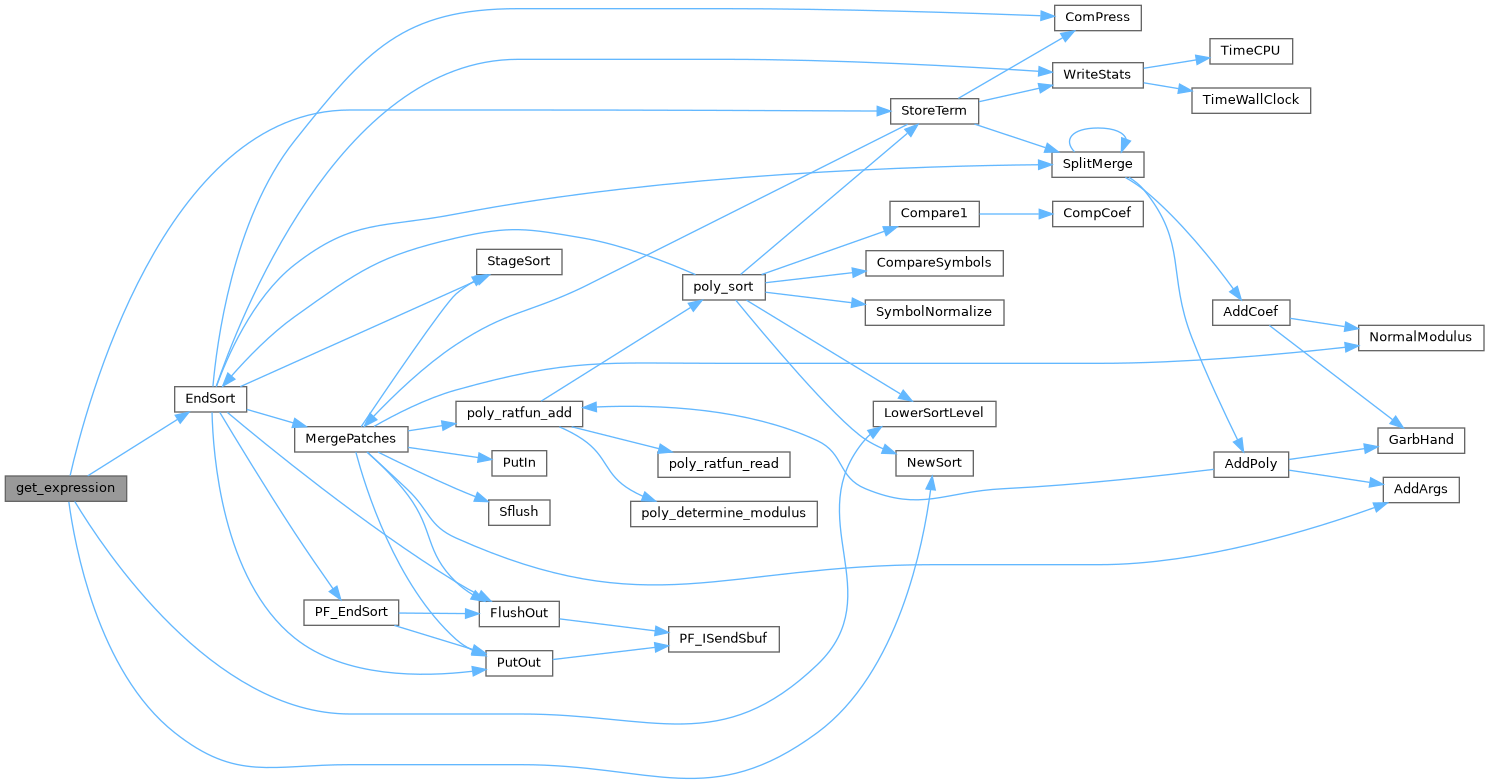 ComPress
TimeCPU
WriteStats
TimeWallClock
StoreTerm
SplitMerge
Compare1
CompCoef
StageSort
CompareSymbols
poly_sort
SymbolNormalize
AddCoef
NormalModulus
EndSort
poly_ratfun_add
LowerSortLevel
MergePatches
GarbHand
PutIn
poly_ratfun_read
NewSort
AddPoly
get_expression
AddArgs
Sflush
poly_determine_modulus
PF_EndSort
FlushOut
PF_ISendSbuf
PutOut